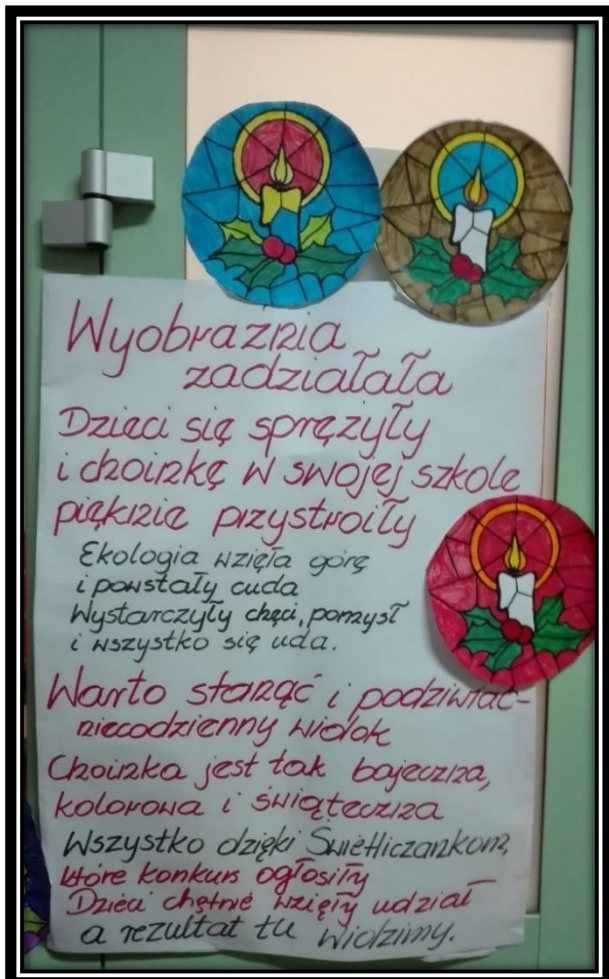 Wyobraznia
zadziałała
Dzieci się sprężyły
i choinkę w swojej szkole
pięknie przystroiły
Ekologia wzięła górę
i powstały cuda
Wystarczyły chęci, pomysł
i wszystko się uda.
Warto stanąć i podziwiać-
niecodzienny widok
Choinka jest tak bajeczna,
kolorowa i świąteczna
Wszystko dzięki Świetliczankom,
które konkurs ogłosiły
Dzieci chętnie wzięły udział
a rezultat tu widzimy.